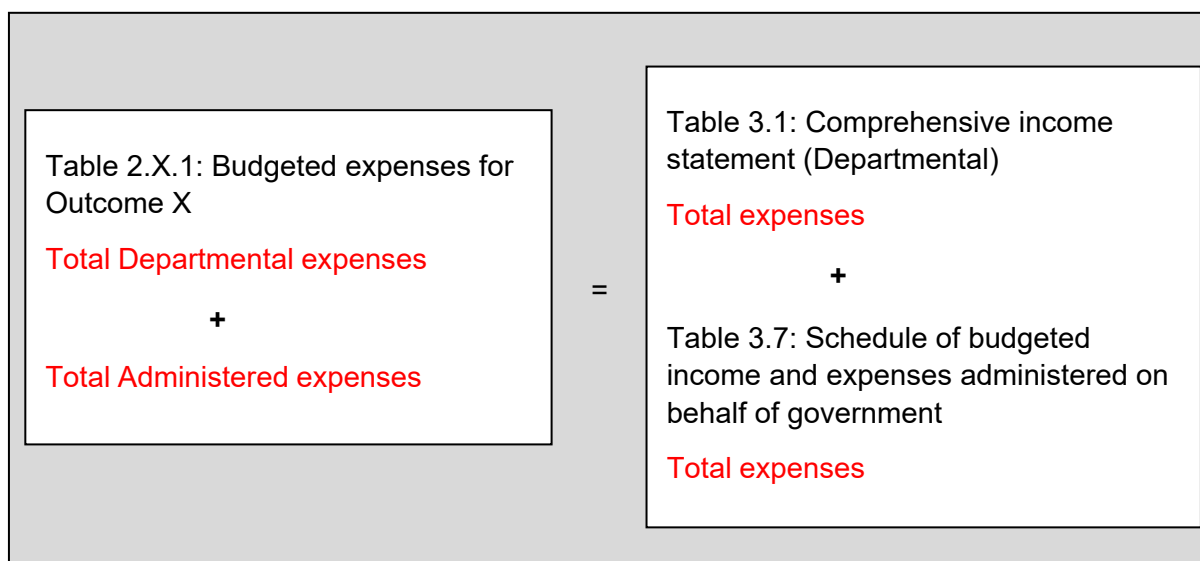 Table 2.X.1: Budgeted expenses for
Outcome X
Total Departmental expenses
+
Total Administered expenses
=
Table 3.1: Comprehensive income
statement (Departmental)
Total expenses
+
Table 3.7: Schedule of budgeted
income and expenses administered on
behalf of government
Total expenses